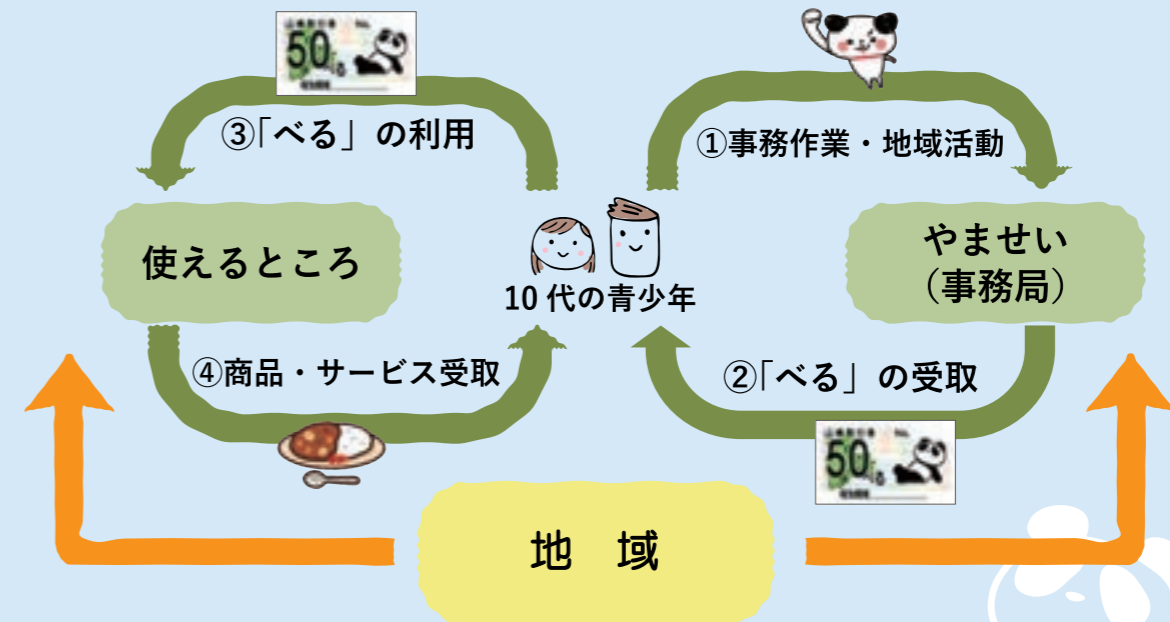 50
③「べる」の利用
①事務作業・地域活動
使えるところ
10代の青少年
やませい
(事務局)
④商品・サービス受取
②「べる」の受取
50
地 域